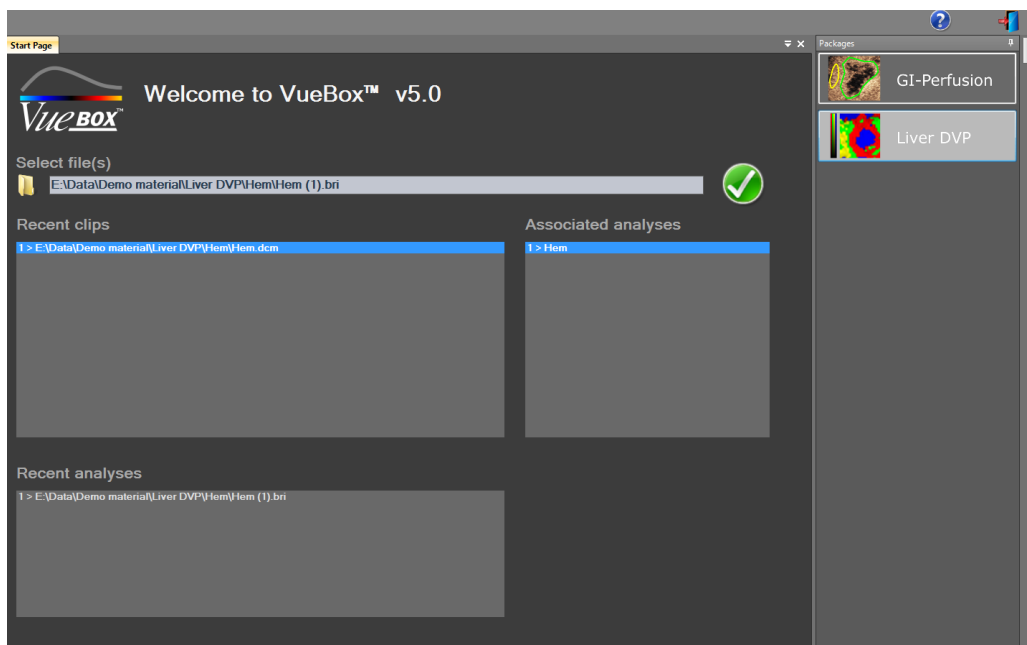 Start Page
Packages
VUEBOX™
Welcome to VueBox™ v5.0
GI-Perfusion
Liver DVP
Select file(s)
E:\Data\Demo material\Liver DVP\Hem\Hem (1).bri
Recent clips
Associated analyses
1 > E:\Data\Demo material\Liver DVP\Hem\Hem.dcm
1 > Hem
Recent analyses
1 > E:\Data\Demo material\Liver DVP\Hem\Hem (1).bri